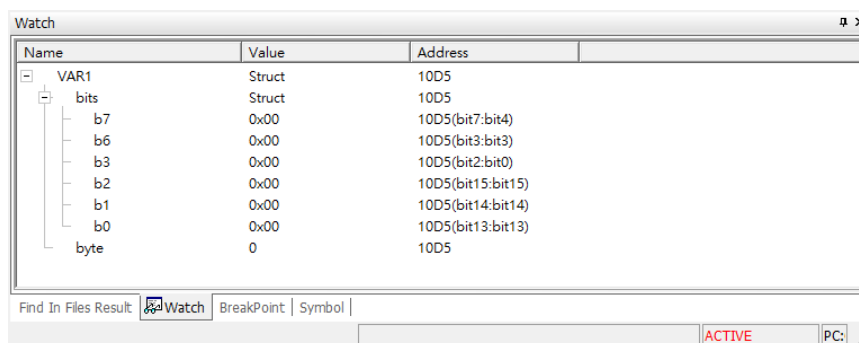 Watch
Name Value Address
VAR1 Struct 10D5
bits Struct 10D5
b7 0x00 10D5(bit7:bit4)
b6 0x00 10D5(bit3:bit3)
b3 0x00 10D5(bit2:bit0)
b2 0x00 10D5(bit15:bit15)
b1 0x00 10D5(bit14:bit14)
b0 0x00 10D5(bit13:bit13)
byte 0 10D5
Find In Files Result Watch BreakPoint Symbol
ACTIVE PC: